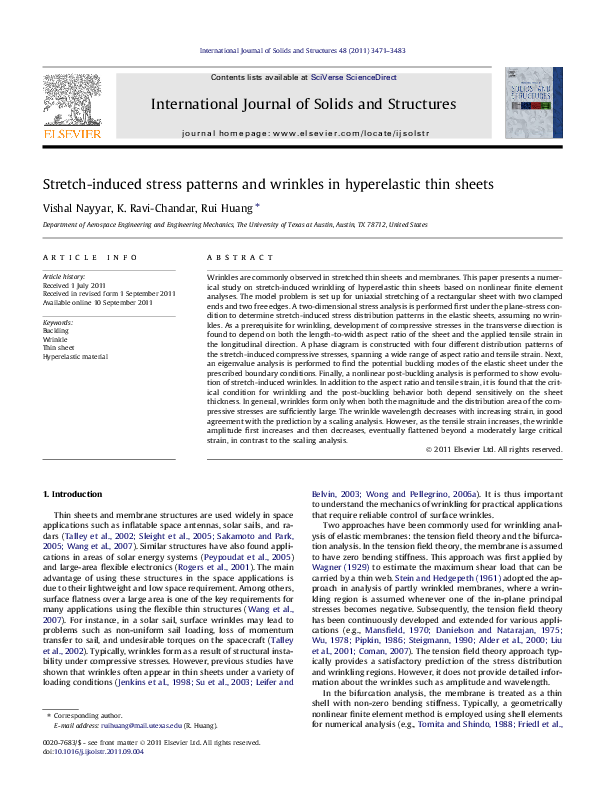 International Journal of Solids and Structures 48 (2011) 3471–3483
Contents lists available at SciVerse ScienceDirect
International Journal of Solids and Structures
journal homepage: www.elsevier.com/locate/ijsolstr
ELSEVIER
Stretch-induced stress patterns and wrinkles in hyperelastic thin sheets
Vishal Nayyar, K. Ravi-Chandar, Rui Huang *
Department of Aerospace Engineering and Engineering Mechanics, The University of Texas at Austin, Austin, TX 78712, United States
ARTICLE INFO
Article history:
Received 1 July 2011
Received in revised form 1 September 2011
Available online 10 September 2011
Keywords:
Buckling
Wrinkle
Thin sheet
Hyperelastic material
ABSTRACT
Wrinkles are commonly observed in stretched thin sheets and membranes. This paper presents a numer-
ical study on stretch-induced wrinkling of hyperelastic thin sheets based on nonlinear finite element
analyses. The model problem is set up for uniaxial stretching of a rectangular sheet with two clamped
ends and two free edges. A two-dimensional stress analysis is performed first under the plane-stress con-
dition to determine stretch-induced stress distribution patterns in the elastic sheets, assuming no wrin-
kles. As a prerequisite for wrinkling, development of compressive stresses in the transverse direction is
found to depend on both the length-to-width aspect ratio of the sheet and the applied tensile strain in
the longitudinal direction. A phase diagram is constructed with four different distribution patterns of
the stretch-induced compressive stresses, spanning a wide range of aspect ratio and tensile strain. Next,
an eigenvalue analysis is performed to find the potential buckling modes of the elastic sheet under the
prescribed boundary conditions. Finally, a nonlinear post-buckling analysis is performed to show evolu-
tion of stretch-induced wrinkles. In addition to the aspect ratio and tensile strain, it is found that the crit-
ical condition for wrinkling and the post-buckling behavior both depend sensitively on the sheet
thickness. In general, wrinkles form only when both the magnitude and the distribution area of the com-
pressive stresses are sufficiently large. The wrinkle wavelength decreases with increasing strain, in good
agreement with the prediction by a scaling analysis. However, as the tensile strain increases, the wrinkle
amplitude first increases and then decreases, eventually flattened beyond a moderately large critical
strain, in contrast to the scaling analysis.
© 2011 Elsevier Ltd. All rights reserved.
1. Introduction
Thin sheets and membrane structures are used widely in space
applications such as inflatable space antennas, solar sails, and ra-
dars (Talley et al., 2002; Sleight et al., 2005; Sakamoto and Park,
2005; Wang et al., 2007). Similar structures have also found appli-
cations in areas of solar energy systems (Peypoudat et al., 2005)
and large-area flexible electronics (Rogers et al., 2001). The main
advantage of using these structures in the space applications is
due to their lightweight and low space requirement. Among others,
surface flatness over a large area is one of the key requirements for
many applications using the flexible thin structures (Wang et al.,
2007). For instance, in a solar sail, surface wrinkles may lead to
problems such as non-uniform sail loading, loss of momentum
transfer to sail, and undesirable torques on the spacecraft (Talley
et al., 2002). Typically, wrinkles form as a result of structural insta-
bility under compressive stresses. However, previous studies have
shown that wrinkles often appear in thin sheets under a variety of
loading conditions (Jenkins et al., 1998; Su et al., 2003; Leifer and
Belvin, 2003; Wong and Pellegrino, 2006a). It is thus important
to understand the mechanics of wrinkling for practical applications
that require reliable control of surface wrinkles.
Two approaches have been commonly used for wrinkling anal-
ysis of elastic membranes: the tension field theory and the bifurca-
tion analysis. In the tension field theory, the membrane is assumed
to have zero bending stiffness. This approach was first applied by
Wagner (1929) to estimate the maximum shear load that can be
carried by a thin web. Stein and Hedgepeth (1961) adopted the ap-
proach in analysis of partly wrinkled membranes, where a wrin-
kling region is assumed whenever one of the in-plane principal
stresses becomes negative. Subsequently, the tension field theory
has been continuously developed and extended for various appli-
cations (e.g., Mansfield, 1970; Danielson and Natarajan, 1975;
Wu, 1978; Pipkin, 1986; Steigmann, 1990; Alder et al., 2000; Liu
et al., 2001; Coman, 2007). The tension field theory approach typ-
ically provides a satisfactory prediction of the stress distribution
and wrinkling regions. However, it does not provide detailed infor-
mation about the wrinkles such as amplitude and wavelength.
In the bifurcation analysis, the membrane is treated as a thin
shell with non-zero bending stiffness. Typically, a geometrically
nonlinear finite element method is employed using shell elements
for numerical analysis (e.g., Tomita and Shindo, 1988; Friedl et al.,
* Corresponding author.
E-mail address: ruihuang@mail.utexas.edu (R. Huang).
0020-7683/$ - see front matter © 2011 Elsevier Ltd. All rights reserved.
doi:10.1016/j.ijsolstr.2011.09.004